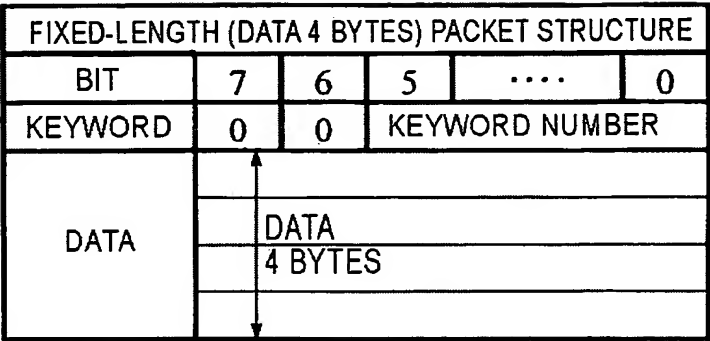 FIXED-LENGTH (DATA 4 BYTES) PACKET STRUCTURE
BIT 7 6 5 .... 0
KEYWORD 0 0 KEYWORD NUMBER
DATA DATA
4 BYTES